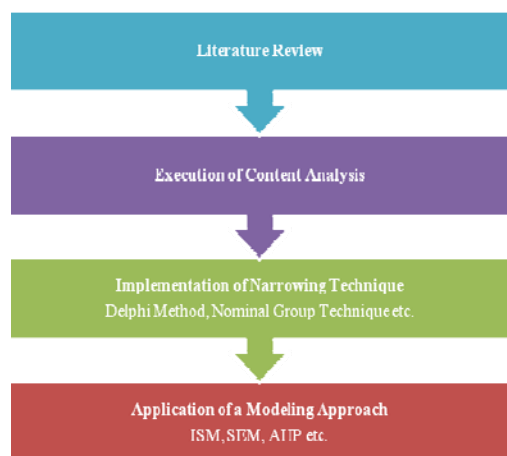 Literature Review
Execution of Content Analysis
Implementation of Narrowing Technique
Delphi Method, Nominal Group Technique etc.
Application of a Modeling Approach
ISM, SEM, AHP etc.